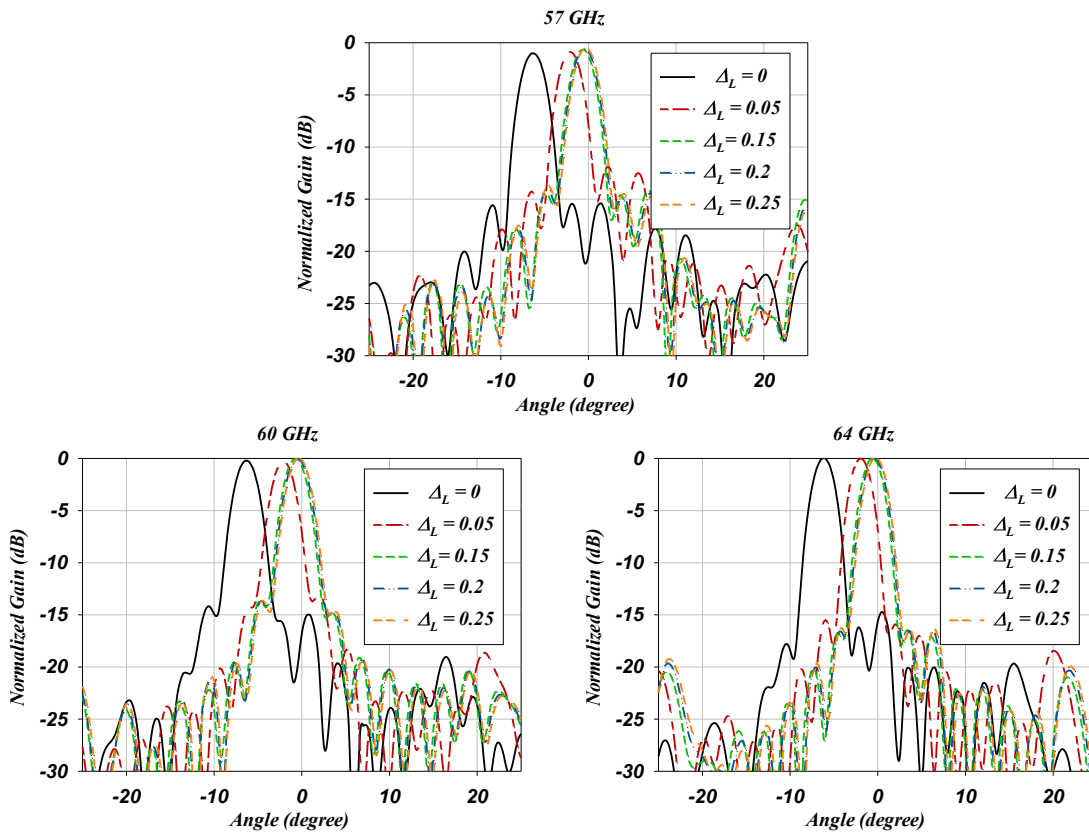 57 GHz
0
-5
-10
-15
-20
-25
-30
Normalized Gain (dB)
-20
-10
0
10
20
Angle (degree)
Δ_L = 0
Δ_L = 0.05
Δ_L = 0.15
Δ_L = 0.2
Δ_L = 0.25
60 GHz
0
-5
-10
-15
-20
-25
-30
Normalized Gain (dB)
-20
-10
0
10
20
Angle (degree)
Δ_L = 0
Δ_L = 0.05
Δ_L = 0.15
Δ_L = 0.2
Δ_L = 0.25
64 GHz
0
-5
-10
-15
-20
-25
-30
Normalized Gain (dB)
-20
-10
0
10
20
Angle (degree)
Δ_L = 0
Δ_L = 0.05
Δ_L = 0.15
Δ_L = 0.2
Δ_L = 0.25